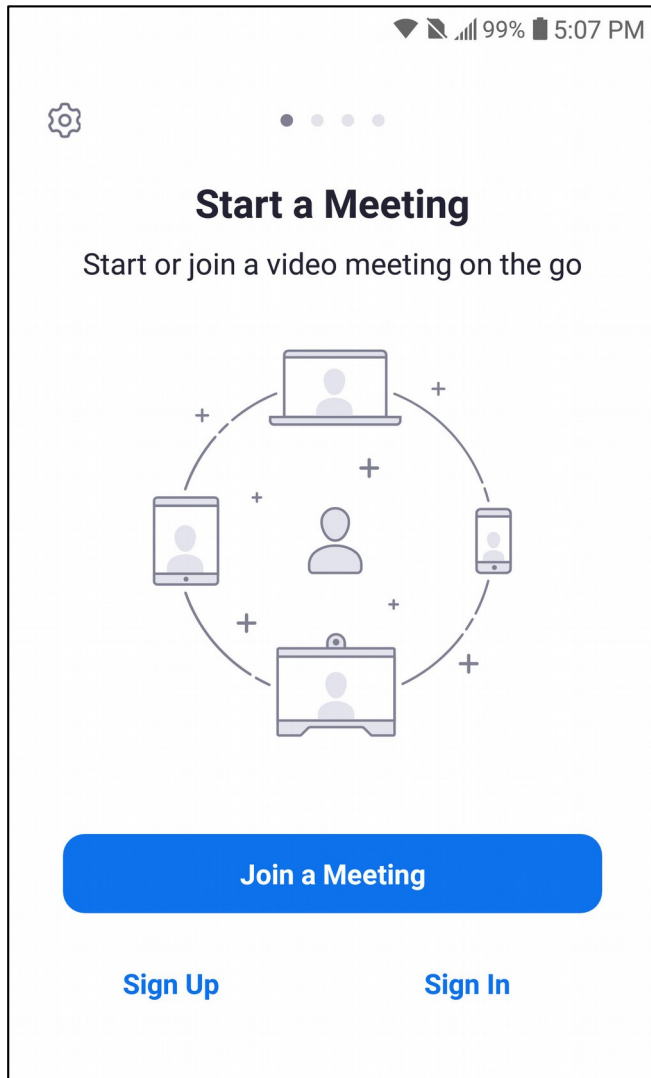 99% 5:07 PM
Start a Meeting
Start or join a video meeting on the go
Join a Meeting
Sign Up Sign In